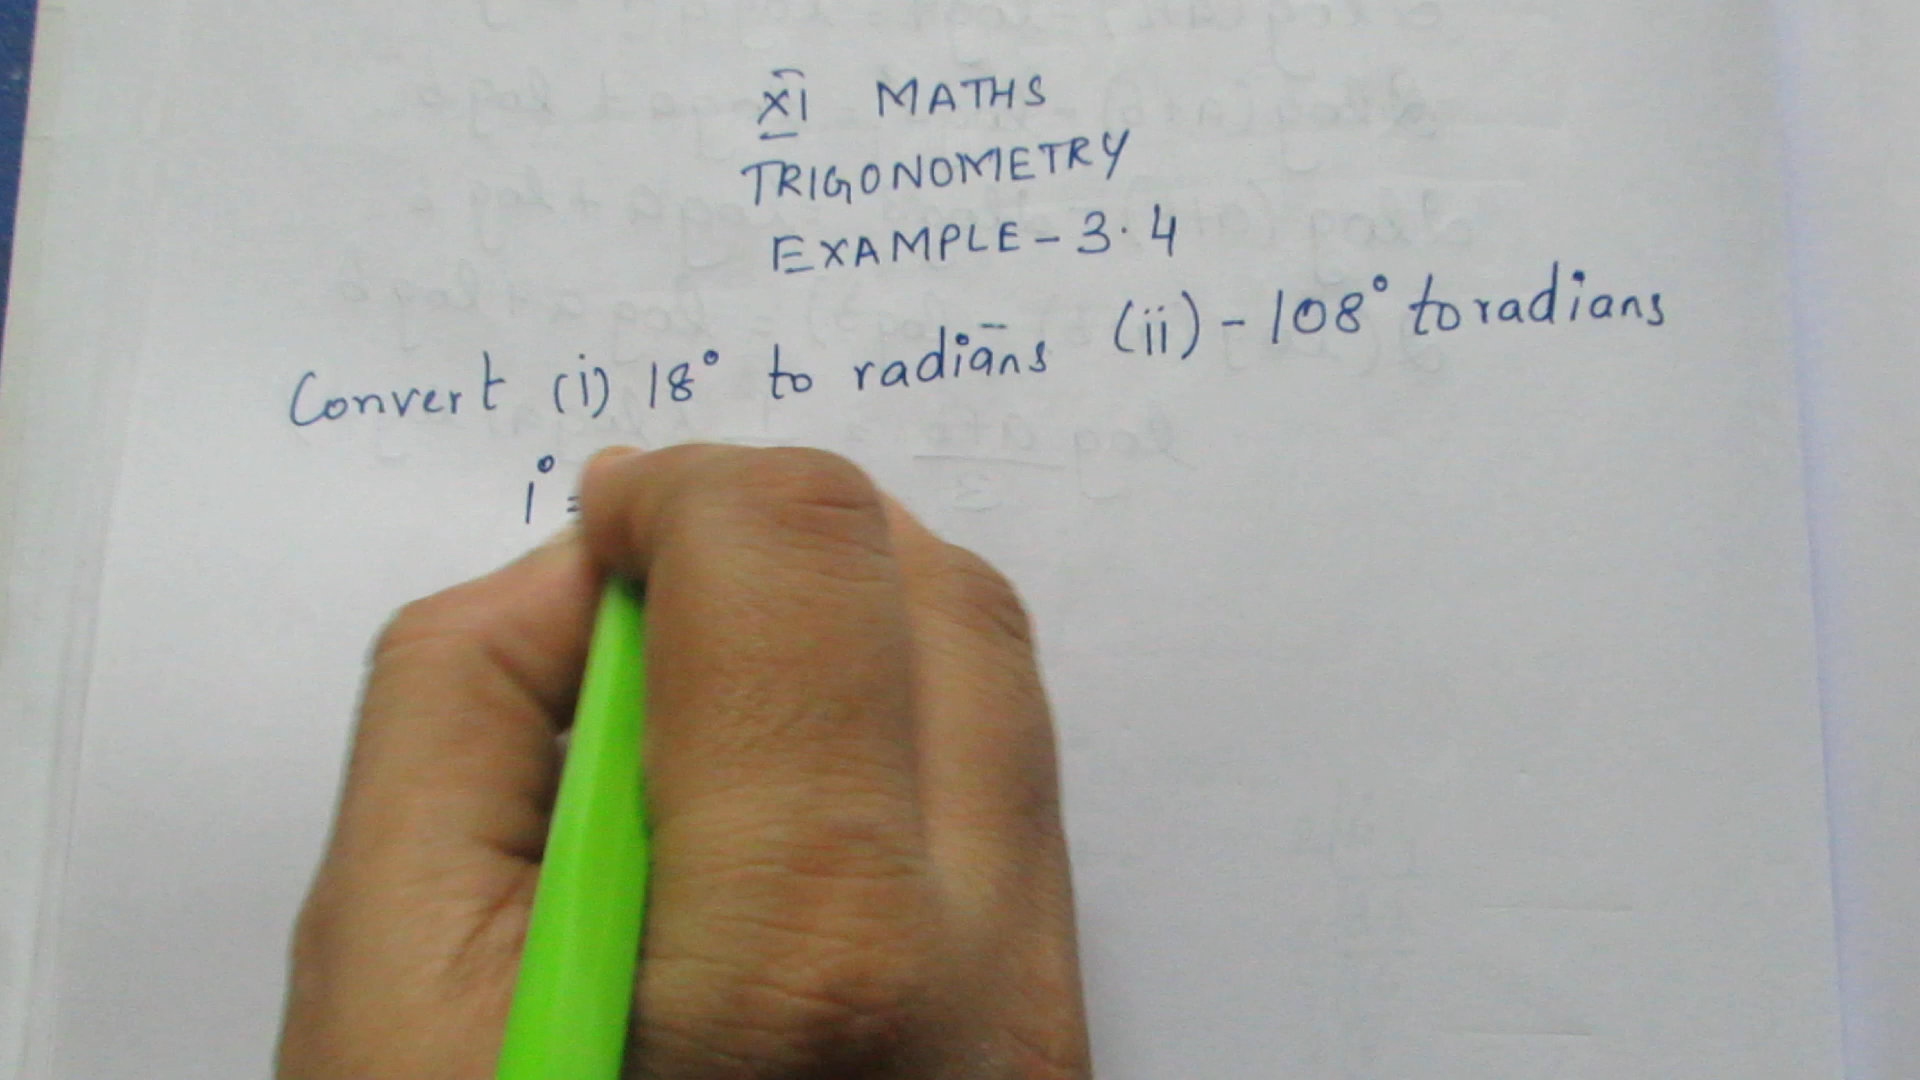 XI MATHS
TRIGONOMETRY
EXAMPLE - 3.4
Convert (i) 18° to radians (ii) - 108° to radians
1° =